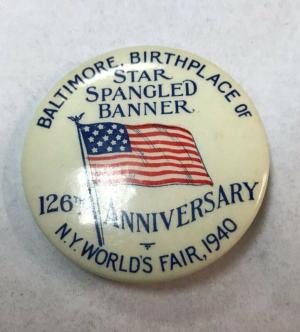 BALTIMORE, BIRTHPLACE OF
STAR
SPANGLED
BANNER
126TH ANNIVERSARY
N.Y. WORLD'S FAIR, 1940